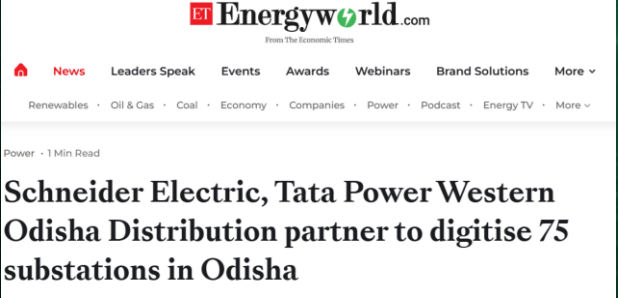 ET Energyworld.com
From The Economic Times
News Leaders Speak Events Awards Webinars Brand Solutions More
Renewables · Oil & Gas · Coal · Economy · Companies · Power · Podcast · Energy TV · More
Power · 1 Min Read
Schneider Electric, Tata Power Western
Odisha Distribution partner to digitise 75
substations in Odisha